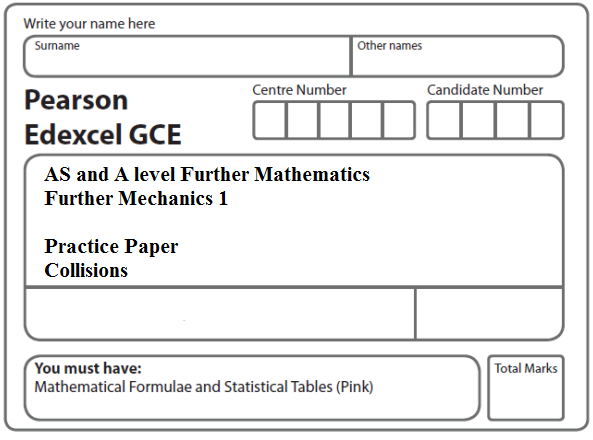 Write your name here
Surname
Other names
Pearson
Edexcel GCE
Centre Number
Candidate Number
AS and A level Further Mathematics
Further Mechanics 1
Practice Paper
Collisions
You must have:
Mathematical Formulae and Statistical Tables (Pink)
Total Marks